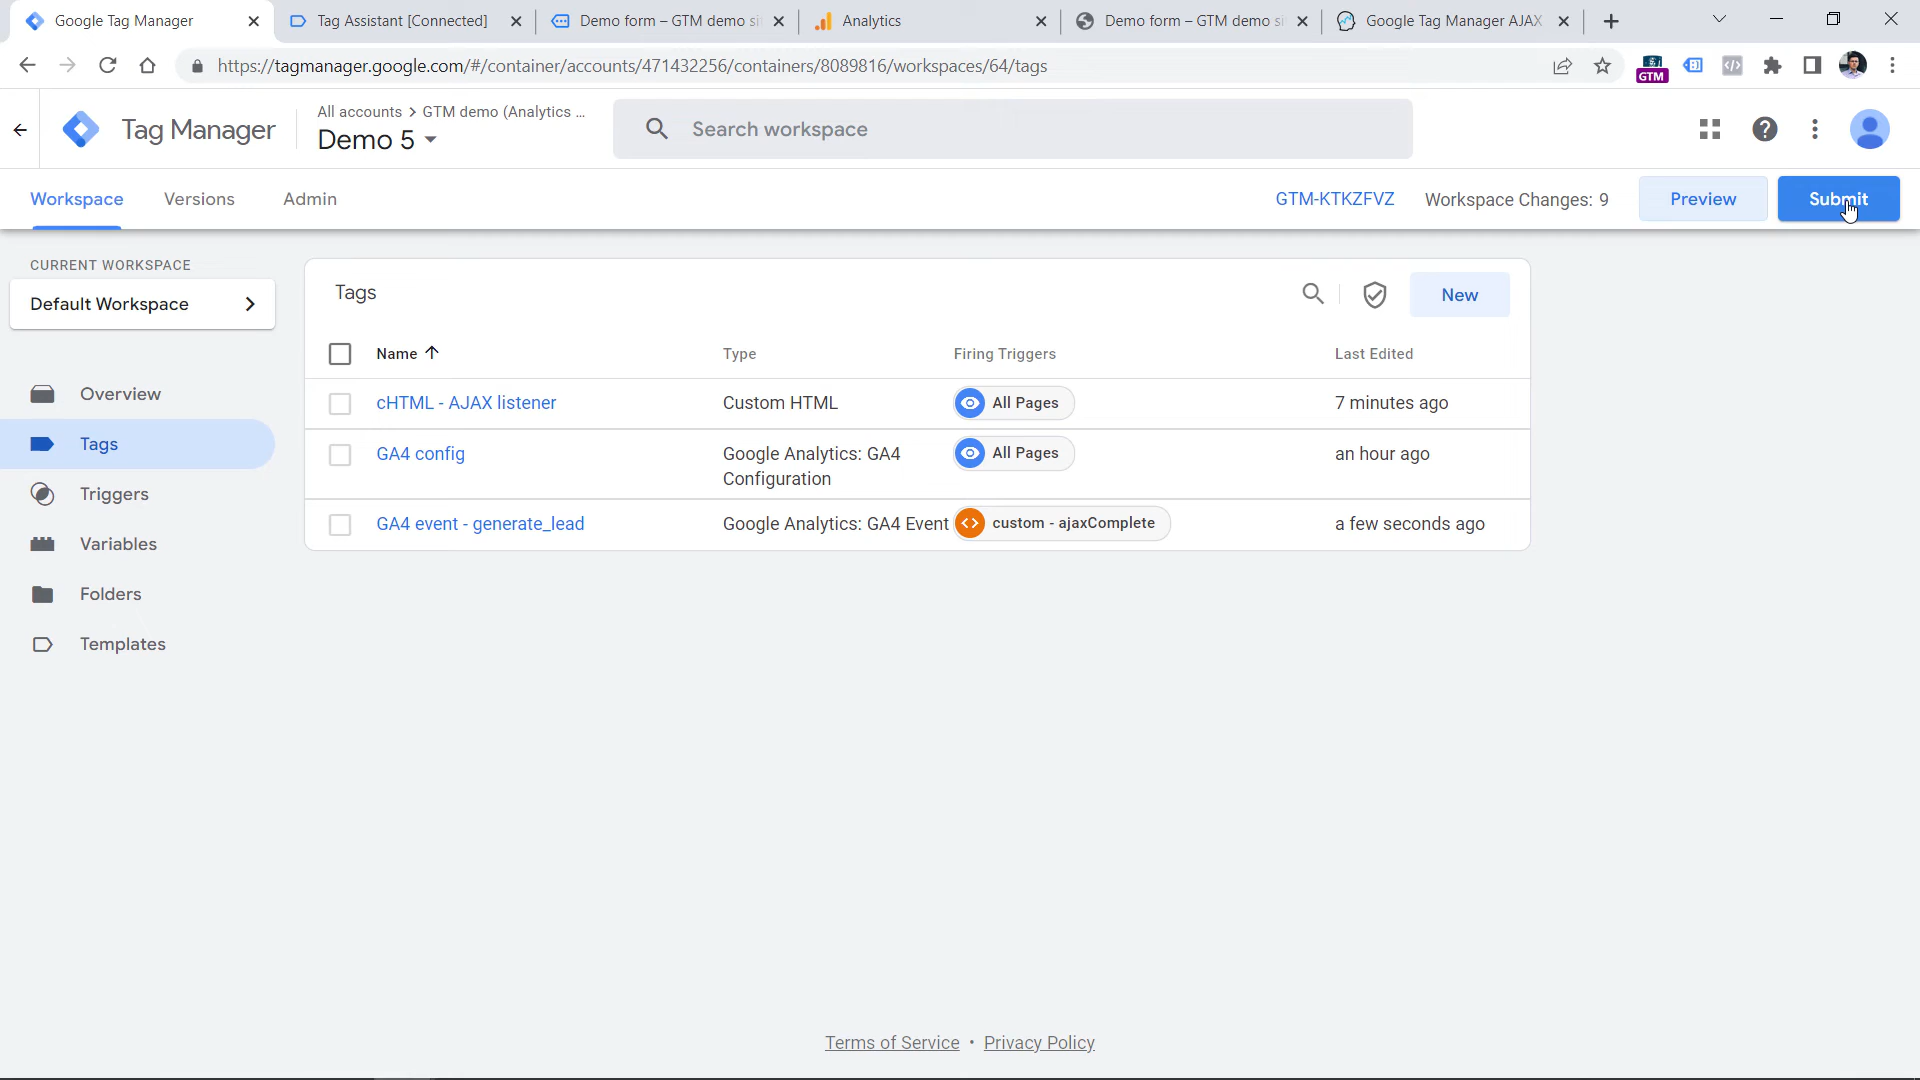 Google Tag Manager
Tag Assistant [Connected]
Demo form – GTM demo si
Analytics
Demo form – GTM demo si
Google Tag Manager AJAX
https://tagmanager.google.com/#/container/accounts/471432256/containers/8089816/workspaces/64/tags
GTM
Tag Manager
All accounts > GTM demo (Analytics ...
Demo 5
Search workspace
Workspace
Versions
Admin
GTM-KTKZFVZ
Workspace Changes: 9
Preview
Submit
CURRENT WORKSPACE
Default Workspace
Overview
Tags
Triggers
Variables
Folders
Templates
Tags
New
Name
Type
Firing Triggers
Last Edited
cHTML - AJAX listener
Custom HTML
All Pages
7 minutes ago
GA4 config
Google Analytics: GA4
Configuration
All Pages
an hour ago
GA4 event - generate_lead
Google Analytics: GA4 Event
custom - ajaxComplete
a few seconds ago
Terms of Service • Privacy Policy